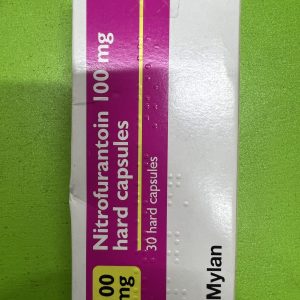 Nitrofurantoin 100 mg
hard capsules
30 hard capsules
00
mg
Mylan